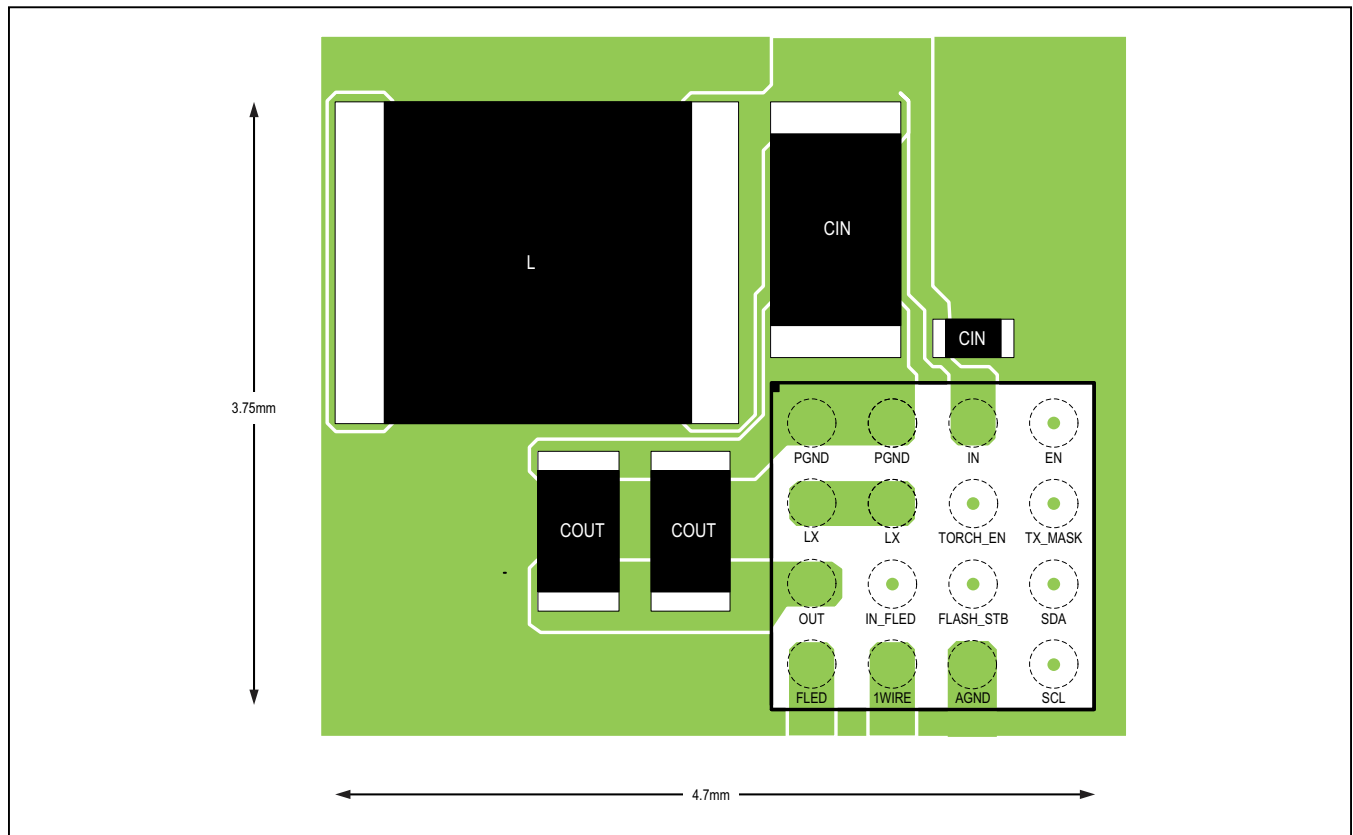 L
CIN
CIN
3.75mm
PGND PGND IN EN
COUT COUT
LX LX TORCH_EN TX_MASK
OUT IN_FLED FLASH_STB SDA
FLED 1WIRE AGND SCL
4.7mm